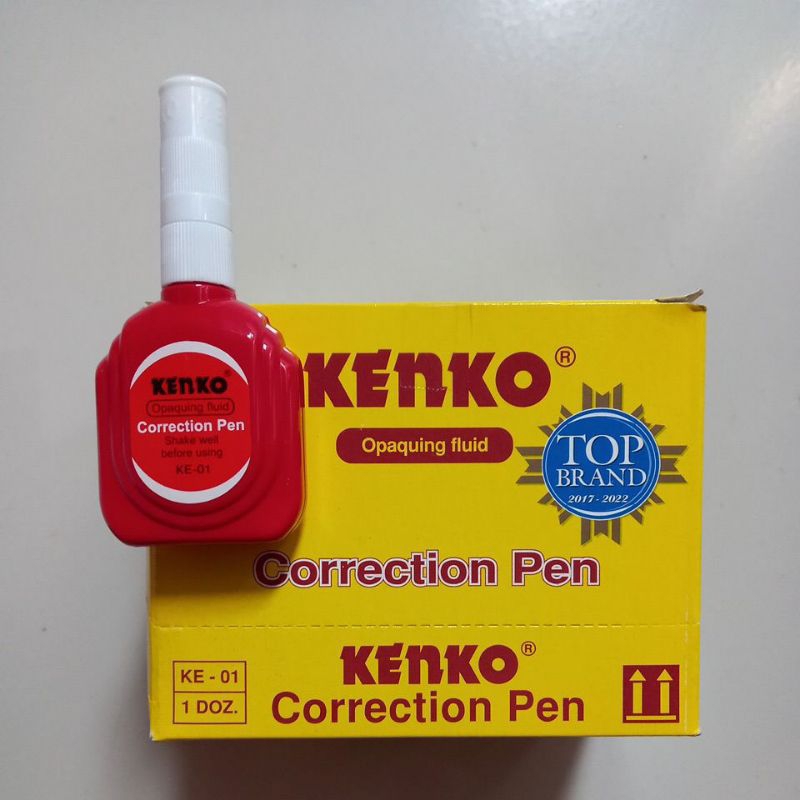 KENKO®
Opaquing fluid
Correction Pen
Shake well
before using
KE-01
KENKO®
Opaquing fluid
TOP
BRAND
2017 - 2022
Correction Pen
KE - 01
1 DOZ.
KENKO®
Correction Pen